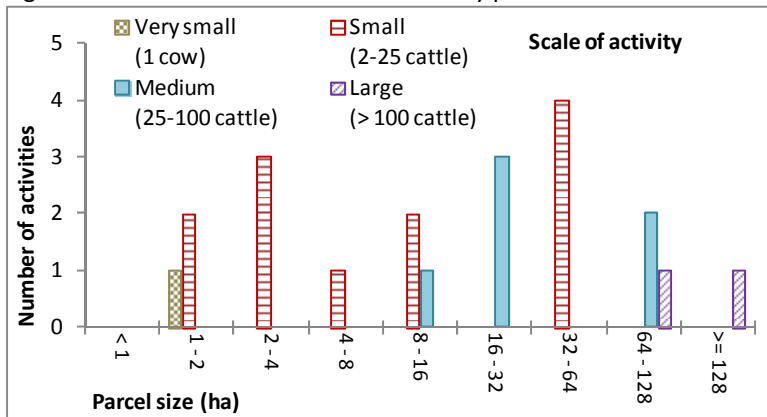 Very small
(1 cow)
Small
(2-25 cattle)
Medium
(25-100 cattle)
Large
(> 100 cattle)
Scale of activity
Number of activities
5
4
3
2
1
0
< 1
1 - 2
2 - 4
4 - 8
8 - 16
16 - 32
32 - 64
64 - 128
>= 128
Parcel size (ha)